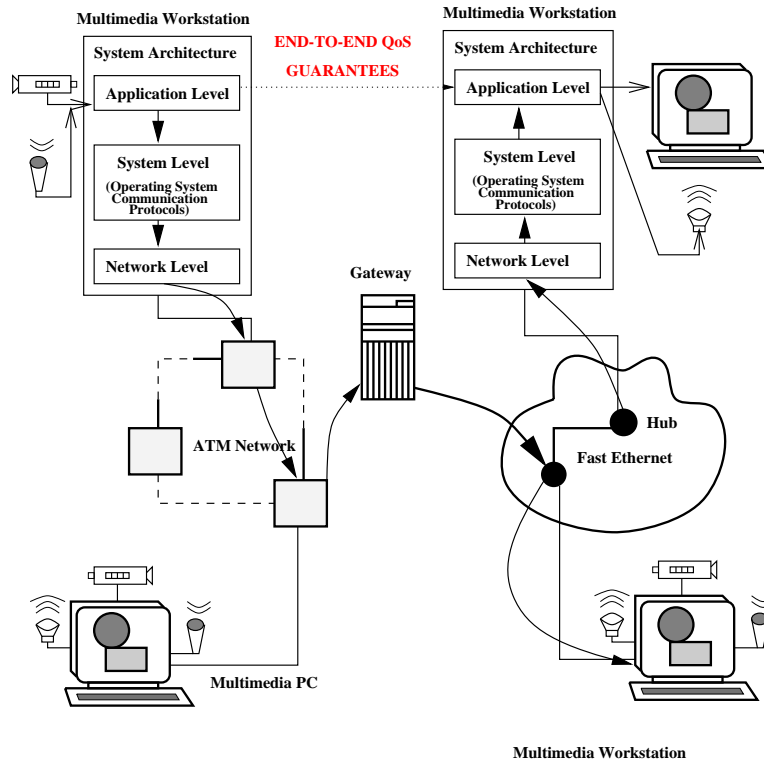 Multimedia Workstation
System Architecture
Application Level
System Level
(Operating System
Communication
Protocols)
Network Level
END-TO-END QoS
GUARANTEES
Multimedia Workstation
System Architecture
Application Level
System Level
(Operating System
Communication
Protocols)
Network Level
Gateway
ATM Network
Hub
Fast Ethernet
Multimedia PC
Multimedia Workstation